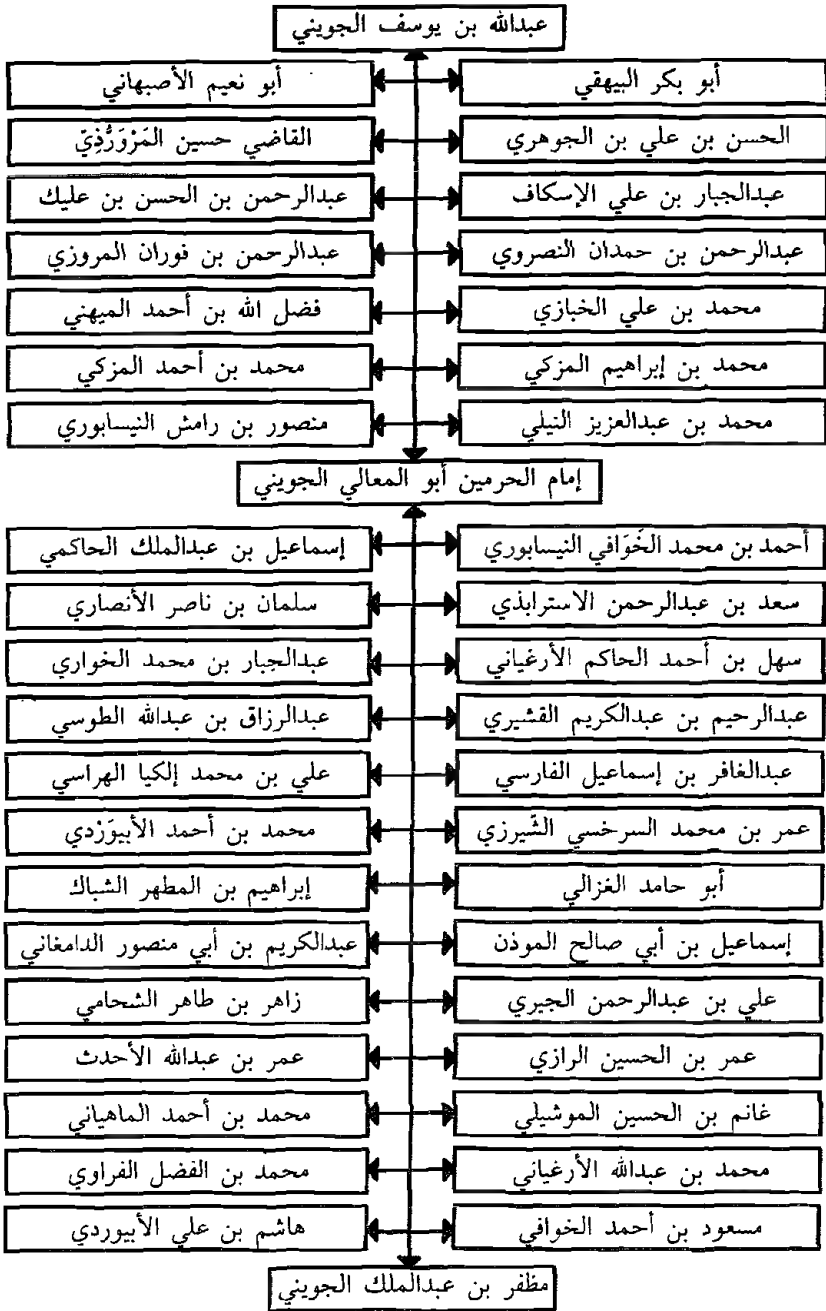 عبدالله بن يوسف الجويني
أبو بكر البيهقي
أبو نعيم الأصبهاني
الحسن بن علي بن الجوهري
القاضي حسين المَرْوَرُّذِيّ
عبدالجبار بن علي الإسكاف
عبدالرحمن بن الحسن بن عليك
عبدالرحمن بن حمدان النصروي
عبدالرحمن بن فوران المروزي
محمد بن علي الخبازي
فضل الله بن أحمد الميهني
محمد بن إبراهيم المزكي
محمد بن أحمد المزكي
محمد بن عبدالعزيز النيلي
منصور بن رامش النيسابوري
إمام الحرمين أبو المعالي الجويني
أحمد بن محمد الخَوَافي النيسابوري
إسماعيل بن عبدالملك الحاكمي
سعد بن عبدالرحمن الاسترابذي
سلمان بن ناصر الأنصاري
سهل بن أحمد الحاكم الأرغياني
عبدالجبار بن محمد الخواري
عبدالرحيم بن عبدالكريم القشيري
عبدالرزاق بن عبدالله الطوسي
عبدالغافر بن إسماعيل الفارسي
علي بن محمد إلكيا الهراسي
عمر بن محمد السرخسي الشِّيرزي
محمد بن أحمد الأبيوَرْدي
أبو حامد الغزالي
إبراهيم بن المطهر الشباك
إسماعيل بن أبي صالح الموذن
عبدالكريم بن أبي منصور الدامغاني
علي بن عبدالرحمن الجيري
زاهر بن طاهر الشحامي
عمر بن الحسين الرازي
عمر بن عبدالله الأحدث
غانم بن الحسين الموشيلي
محمد بن أحمد الماهياني
محمد بن عبدالله الأرغياني
محمد بن الفضل الفراوي
مسعود بن أحمد الخوافي
هاشم بن علي الأبيوردي
مظفر بن عبدالملك الجويني